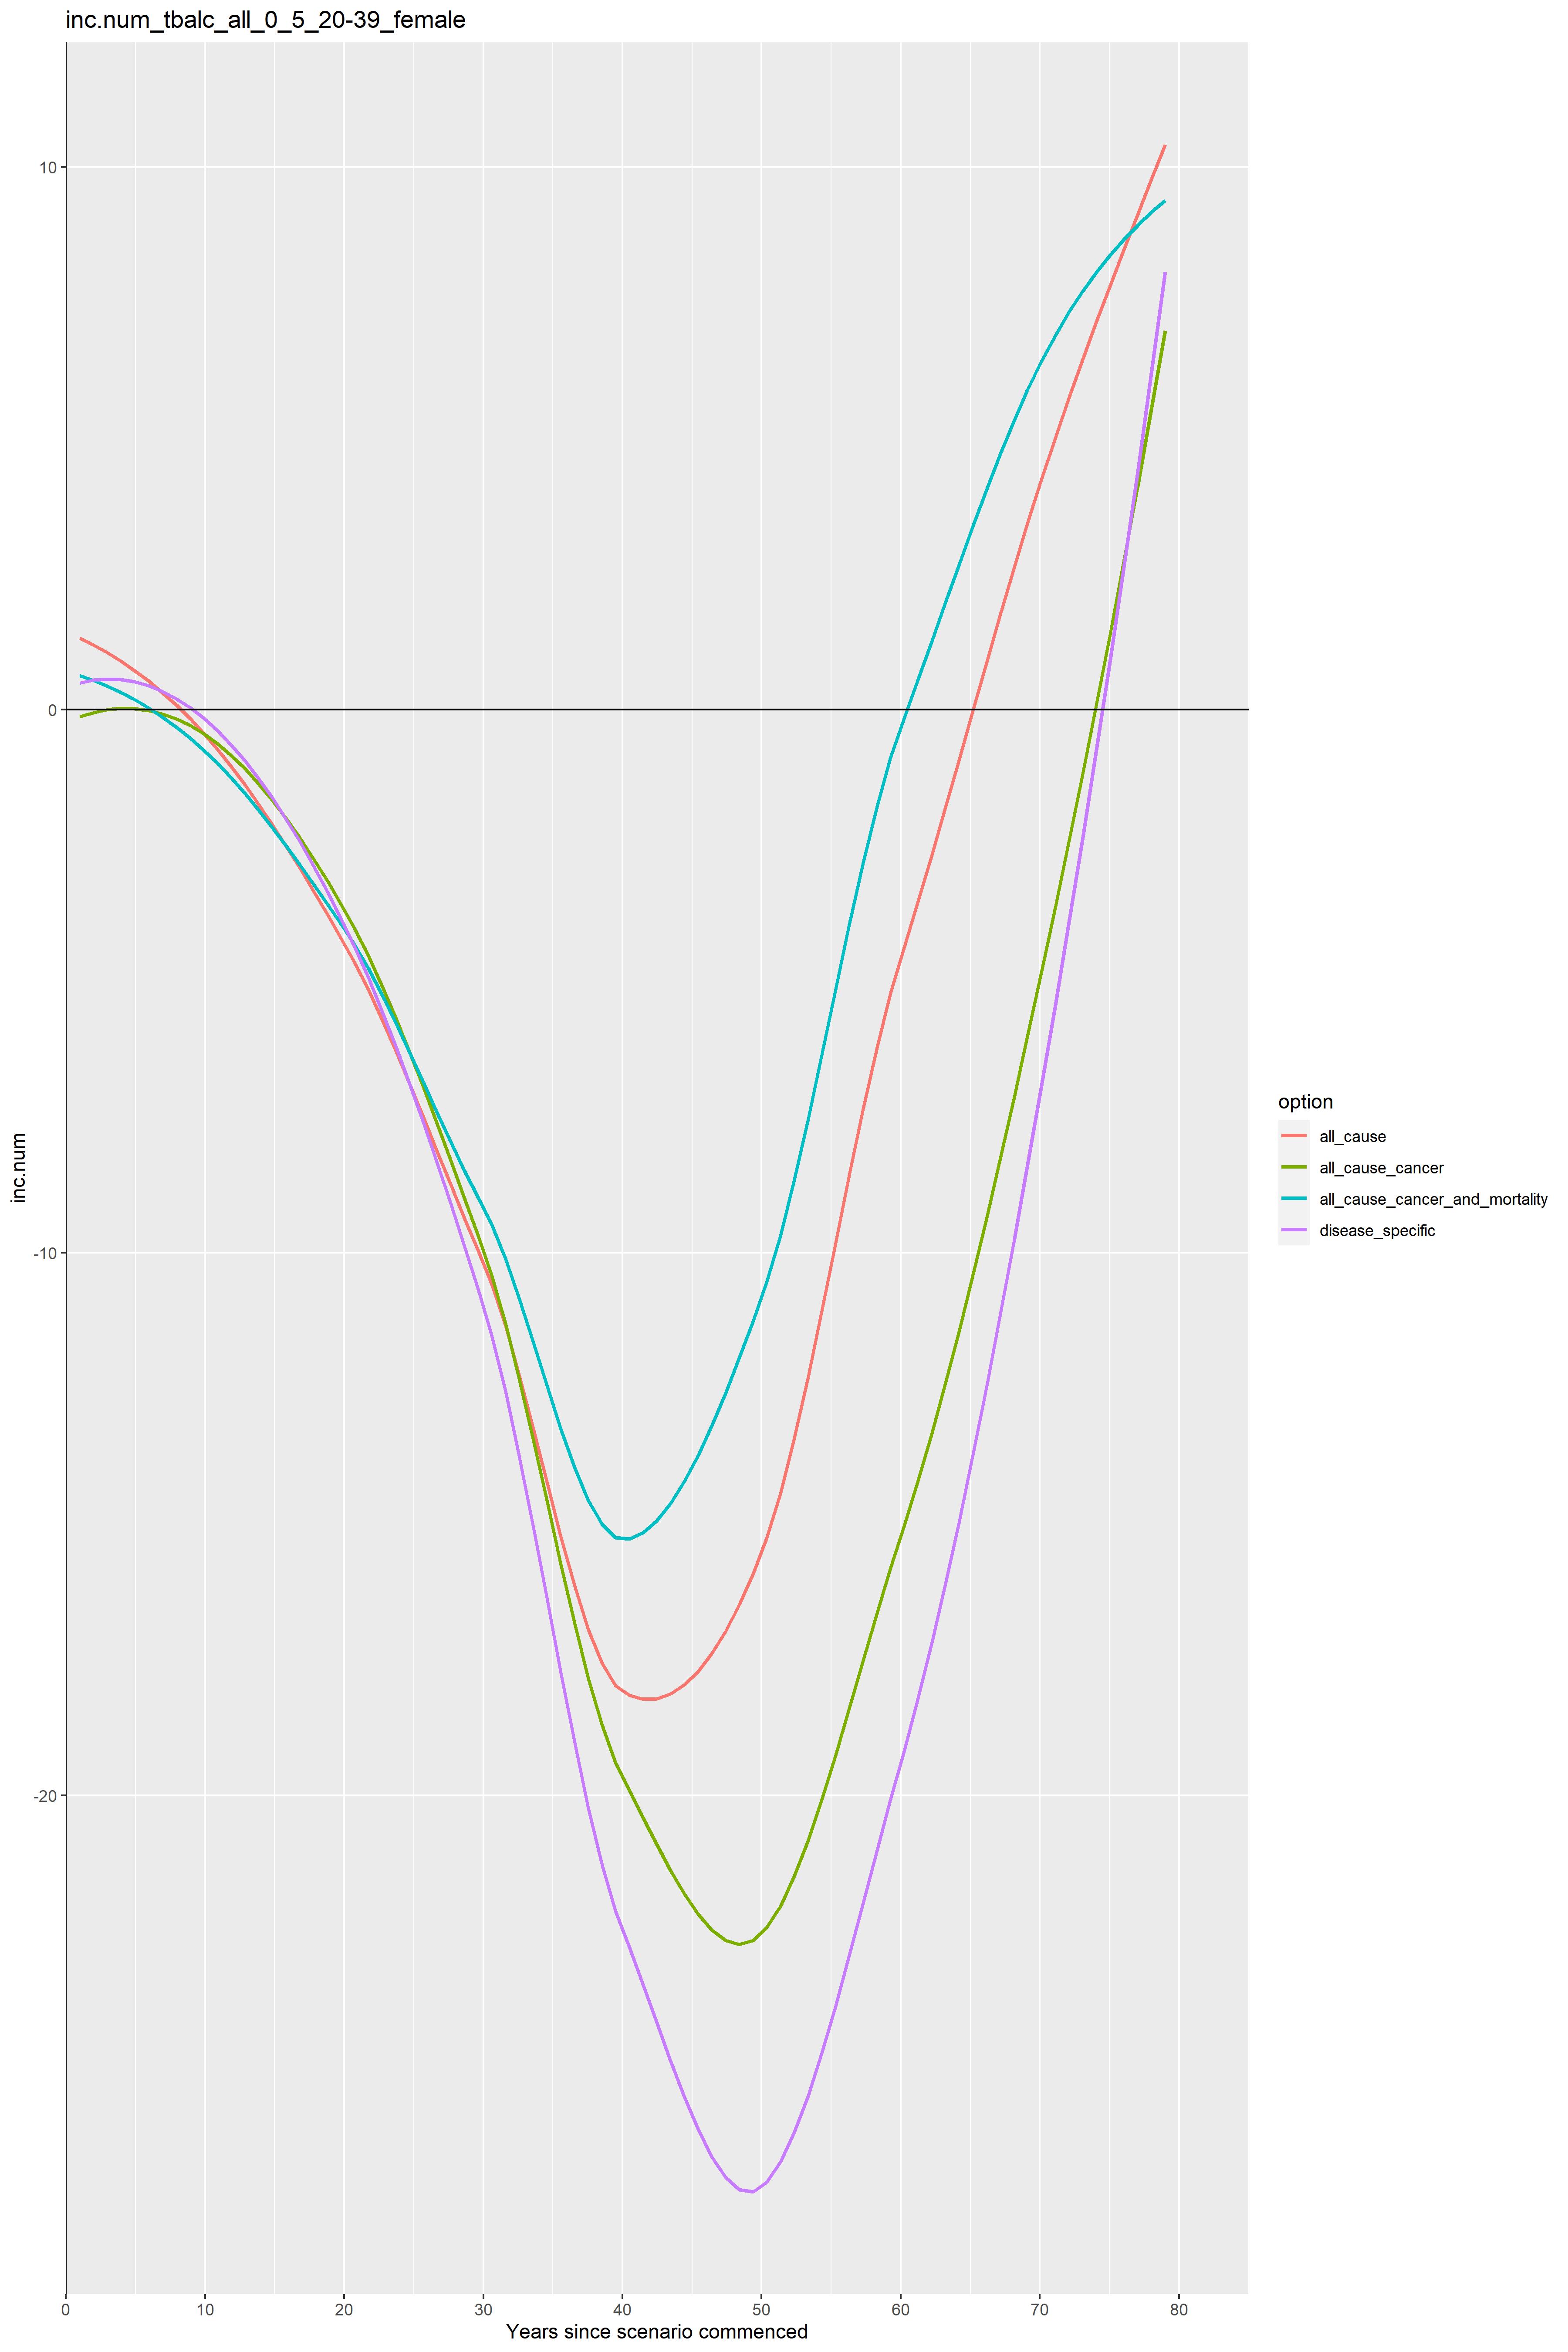 inc.num_tbalc_all_0_5_20-39_female
10
0
-10
-20
inc.num
0 10 20 30 40 50 60 70 80
Years since scenario commenced
option
all_cause
all_cause_cancer
all_cause_cancer_and_mortality
disease_specific